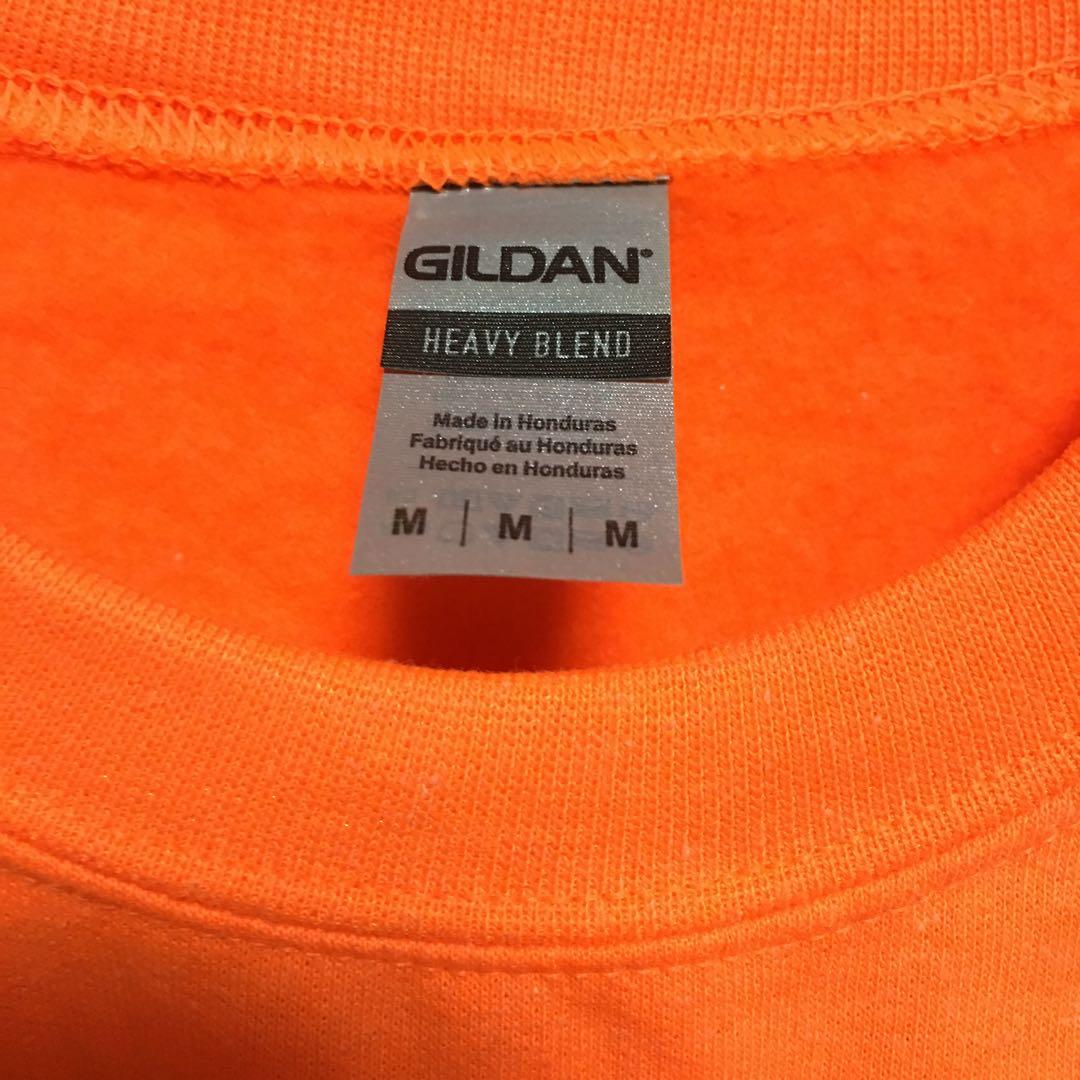 GILDAN®
HEAVY BLEND
Made in Honduras
Fabriqué au Honduras
Hecho en Honduras
M | M | M